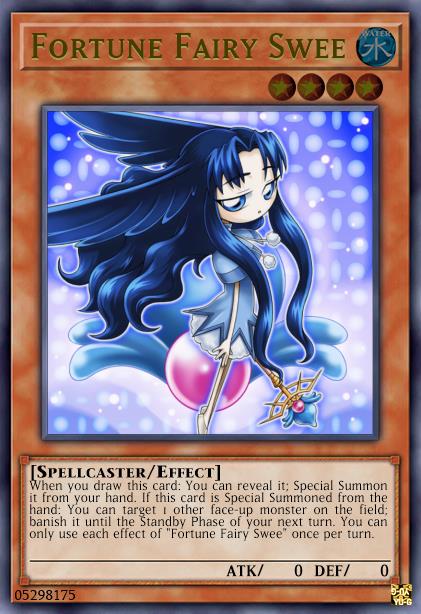 Fortune Fairy Swee
WATER
水
[Spellcaster/Effect]
When you draw this card: You can reveal it; Special Summon
it from your hand. If this card is Special Summoned from the
hand: You can target 1 other face-up monster on the field;
banish it until the Standby Phase of your next turn. You can
only use each effect of "Fortune Fairy Swee" once per turn.
ATK/ 0 DEF/ 0
05298175